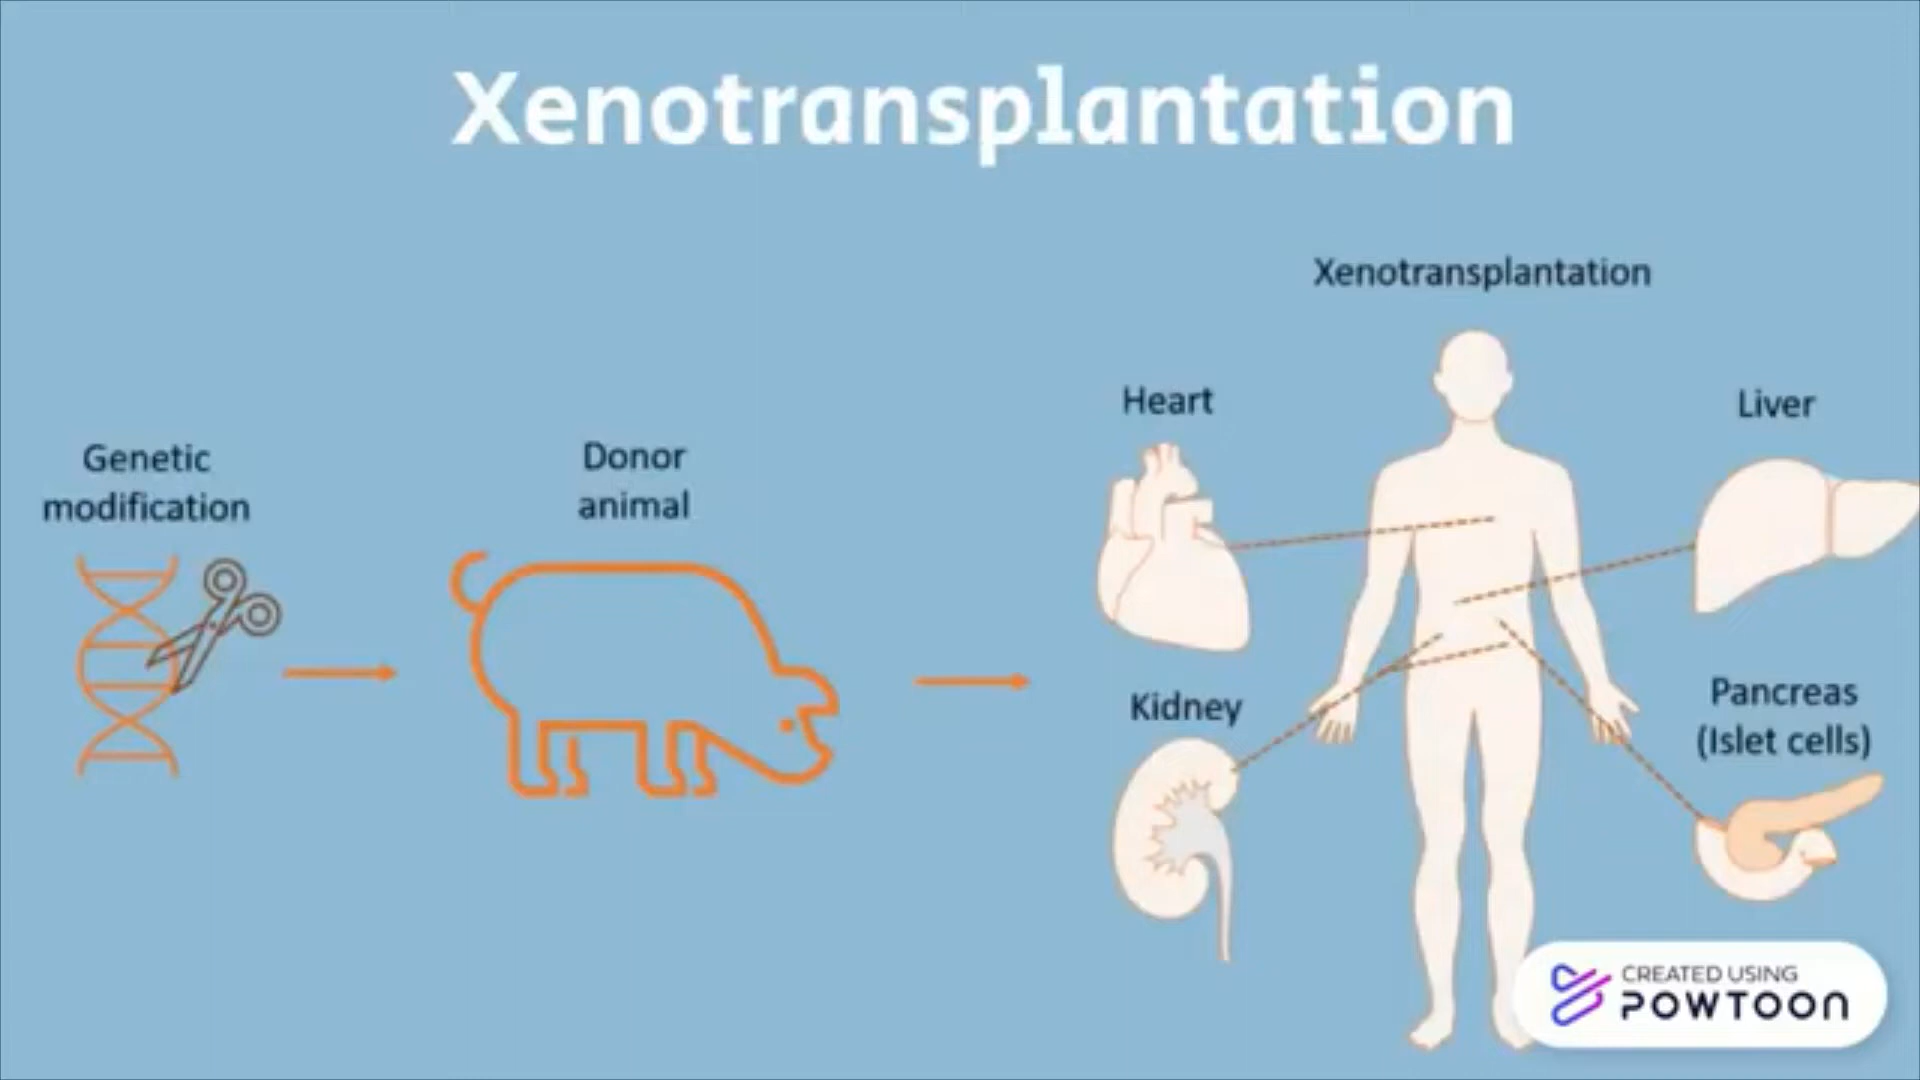 Xenotransplantation
Genetic
modification
Donor
animal
Xenotransplantation
Heart
Liver
Kidney
Pancreas
(Islet cells)
CREATED USING
POWTOON